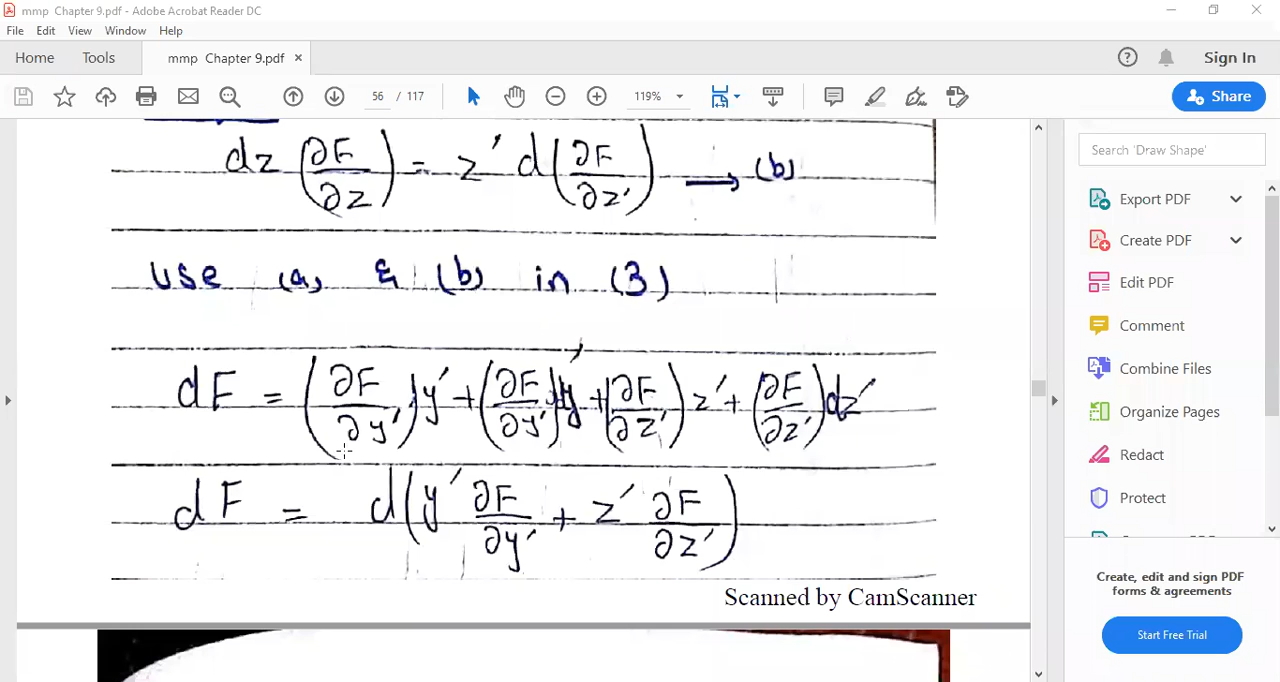 mmp Chapter 9.pdf - Adobe Acrobat Reader DC
File Edit View Window Help
Home Tools mmp Chapter 9.pdf × Sign In
56 / 117 119% Share
dz (∂F/∂z) = z′ d(∂F/∂z′) → (b)
use (a) & (b) in (3)
dF = (∂F/∂y′)y′ + (∂F/∂y′)dy′ + (∂F/∂z′) z′ + (∂F/∂z′)dz′
dF = d(y′ ∂F/∂y′ + z′ ∂F/∂z′)
Scanned by CamScanner
Search 'Draw Shape'
Export PDF
Create PDF
Edit PDF
Comment
Combine Files
Organize Pages
Redact
Protect
Create, edit and sign PDF
forms & agreements
Start Free Trial